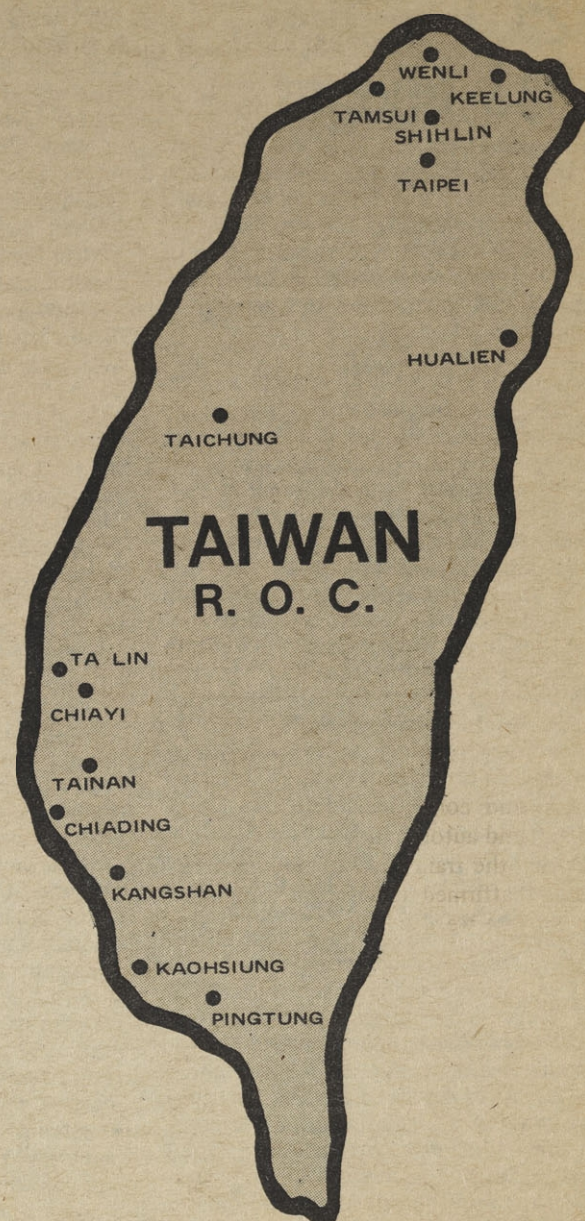 WENLI
KEELUNG
TAMSUI
SHIHLIN
TAIPEI
HUALIEN
TAICHUNG
TAIWAN
R. O. C.
TA LIN
CHIAYI
TAINAN
CHIADING
KANGSHAN
KAOHSIUNG
PINGTUNG